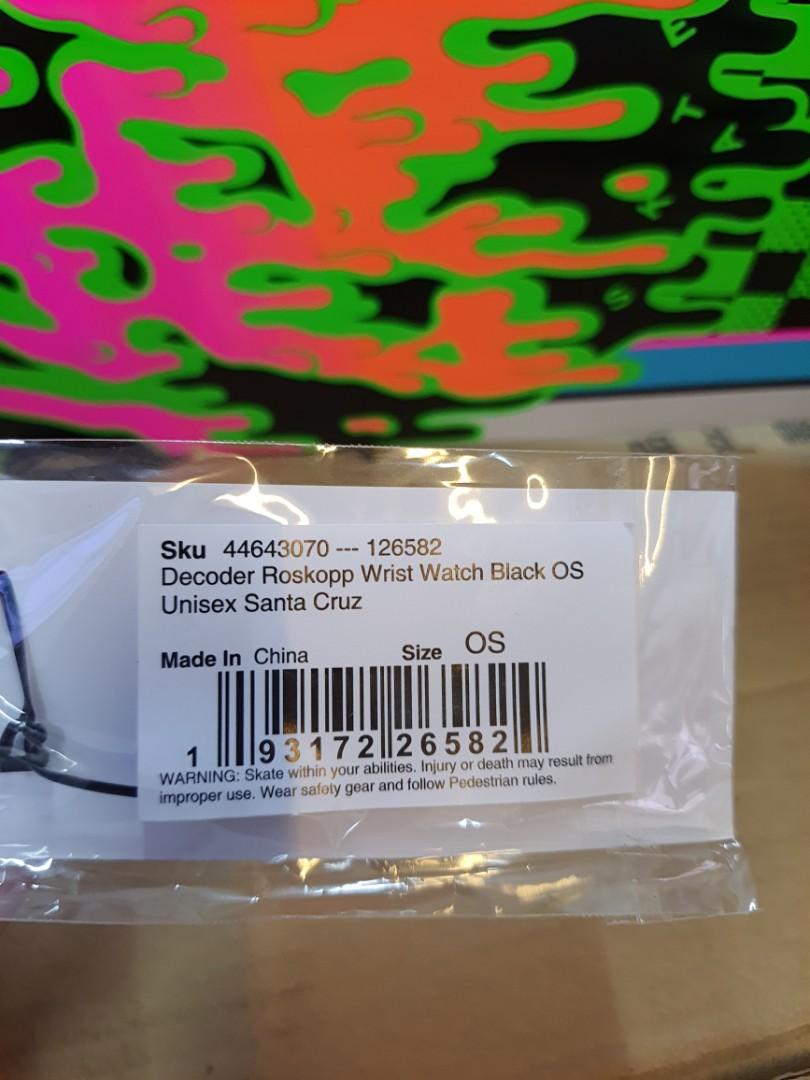 Sku 44643070 --- 126582
Decoder Roskopp Wrist Watch Black OS
Unisex Santa Cruz
Made In China Size OS
1 93172 26582
WARNING: Skate within your abilities. Injury or death may result from
improper use. Wear safety gear and follow Pedestrian rules.